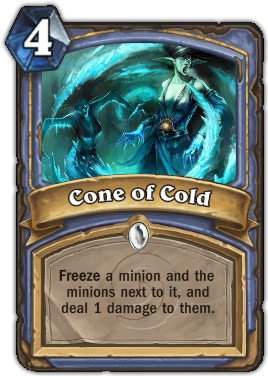 4
Cone of Cold
Freeze a minion and the
minions next to it, and
deal 1 damage to them.